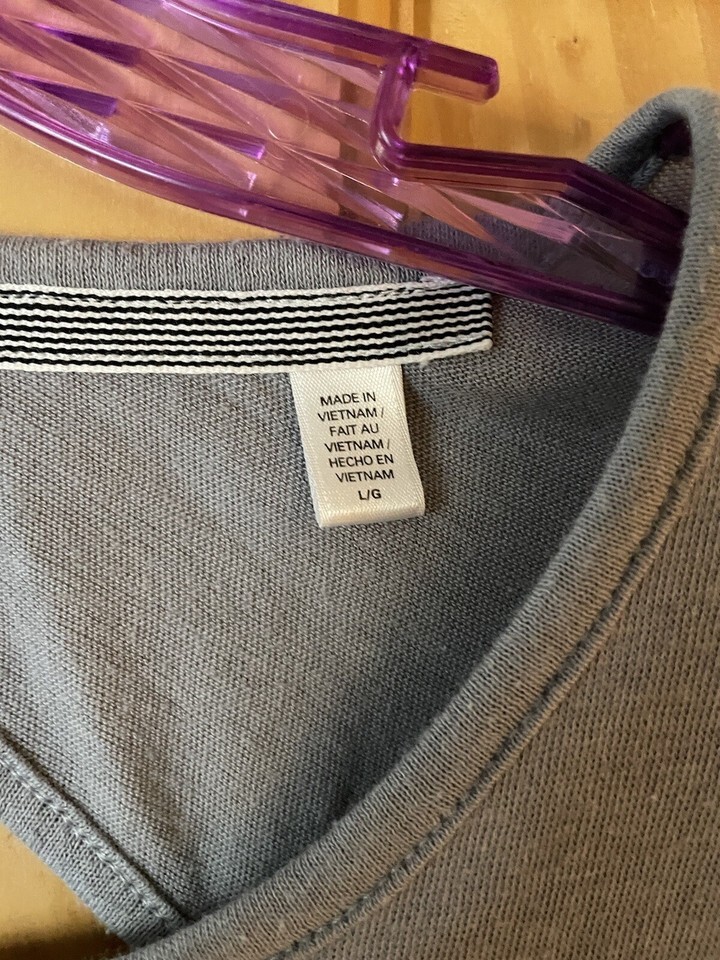 MADE IN
VIETNAM /
FAIT AU
VIETNAM /
HECHO EN
VIETNAM
L/G